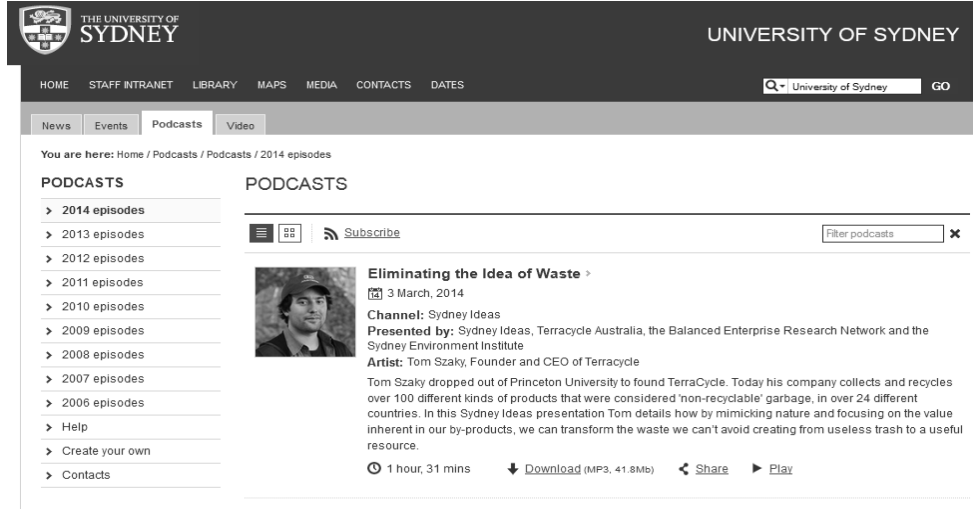 THE UNIVERSITY OF
SYDNEY
UNIVERSITY OF SYDNEY
HOME STAFF INTRANET LIBRARY MAPS MEDIA CONTACTS DATES
University of Sydney GO
News Events Podcasts Video
You are here: Home / Podcasts / Podcasts / 2014 episodes
PODCASTS
2014 episodes
2013 episodes
2012 episodes
2011 episodes
2010 episodes
2009 episodes
2008 episodes
2007 episodes
2006 episodes
Help
Create your own
Contacts
PODCASTS
Subscribe
Filter podcasts
Eliminating the Idea of Waste
14 3 March, 2014
Channel: Sydney Ideas
Presented by: Sydney Ideas, Terracycle Australia, the Balanced Enterprise Research Network and the
Sydney Environment Institute
Artist: Tom Szaky, Founder and CEO of Terracycle
Tom Szaky dropped out of Princeton University to found TerraCycle. Today his company collects and recycles
over 100 different kinds of products that were considered 'non-recyclable' garbage, in over 24 different
countries. In this Sydney Ideas presentation Tom details how by mimicking nature and focusing on the value
inherent in our by-products, we can transform the waste we can't avoid creating from useless trash to a useful
resource.
1 hour, 31 mins Download (MP3, 41.8Mb) Share Play